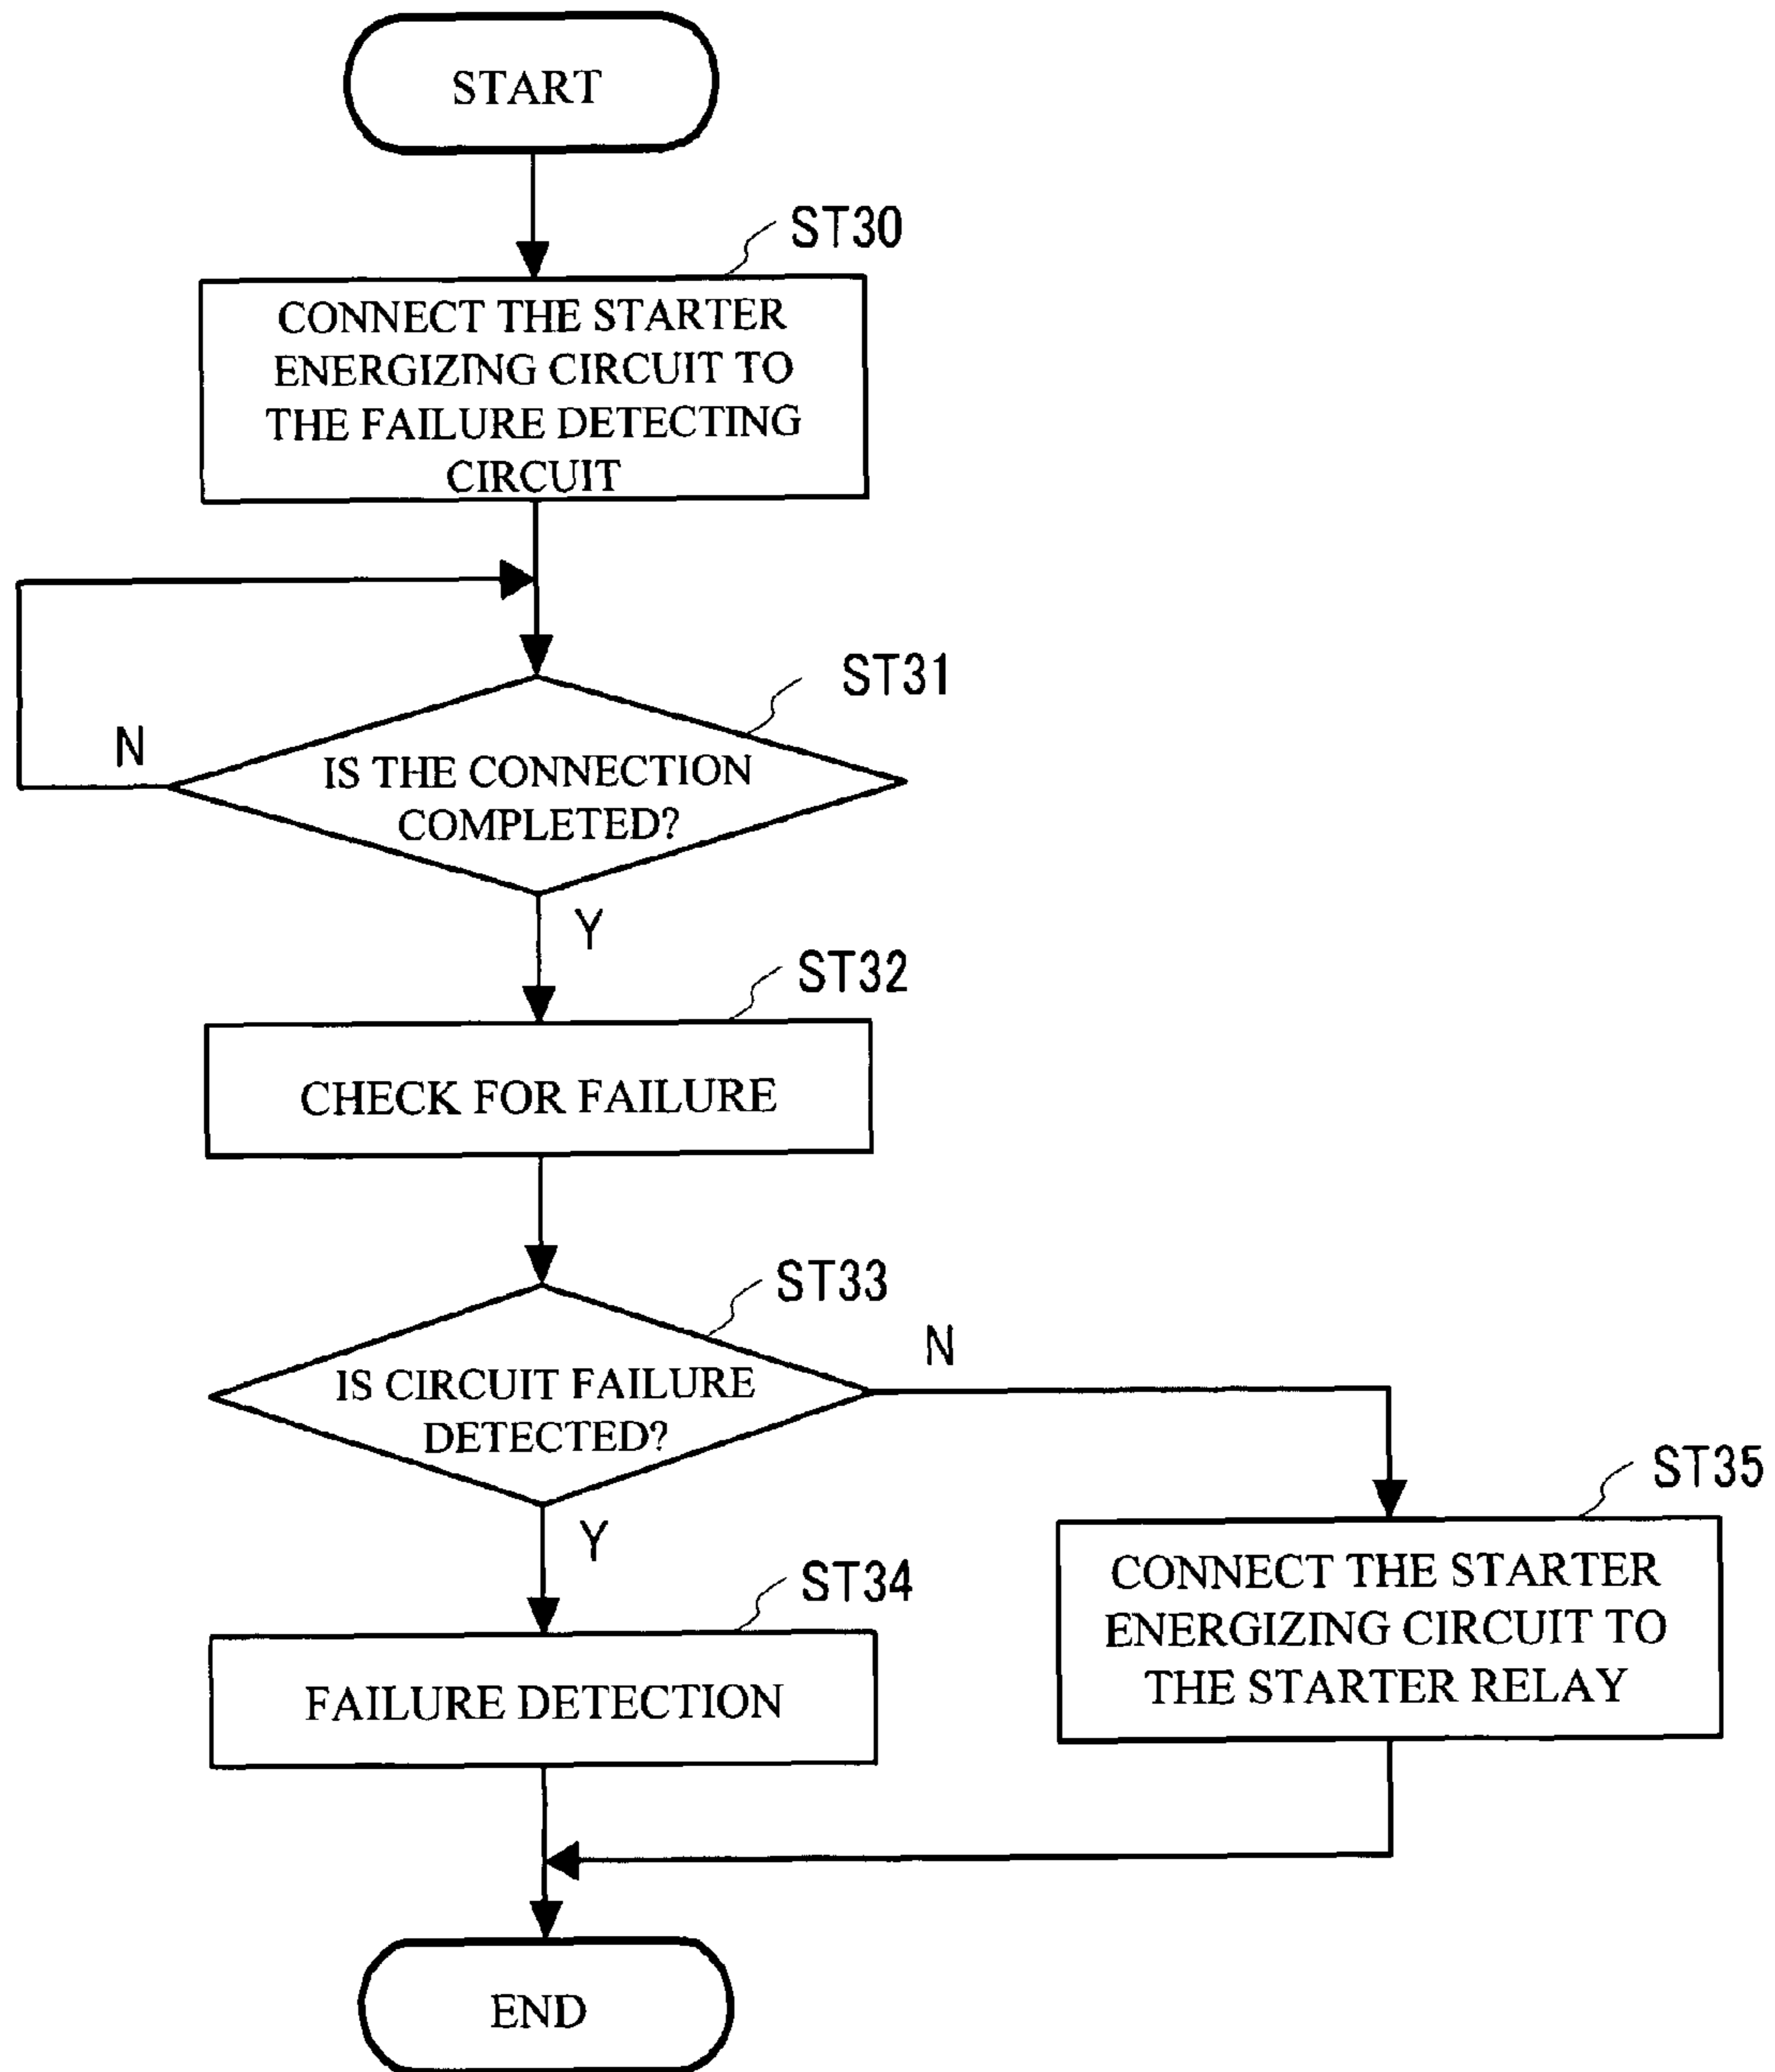 START
ST30
CONNECT THE STARTER
ENERGIZING CIRCUIT TO
THE FAILURE DETECTING
CIRCUIT
ST31
N
IS THE CONNECTION
COMPLETED?
Y
ST32
CHECK FOR FAILURE
ST33
N
IS CIRCUIT FAILURE
DETECTED?
Y
ST35
CONNECT THE STARTER
ENERGIZING CIRCUIT TO
THE STARTER RELAY
ST34
FAILURE DETECTION
END